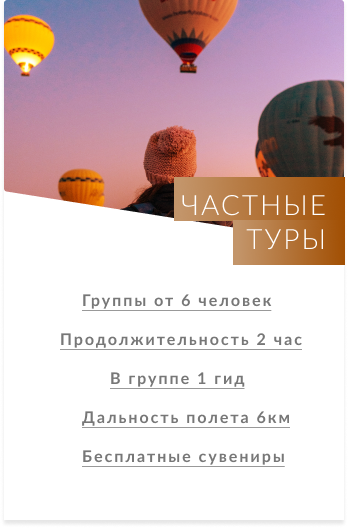 ЧАСТНЫЕ
ТУРЫ
Группы от 6 человек
Продолжительность 2 час
В группе 1 гид
Дальность полета 6км
Бесплатные сувениры